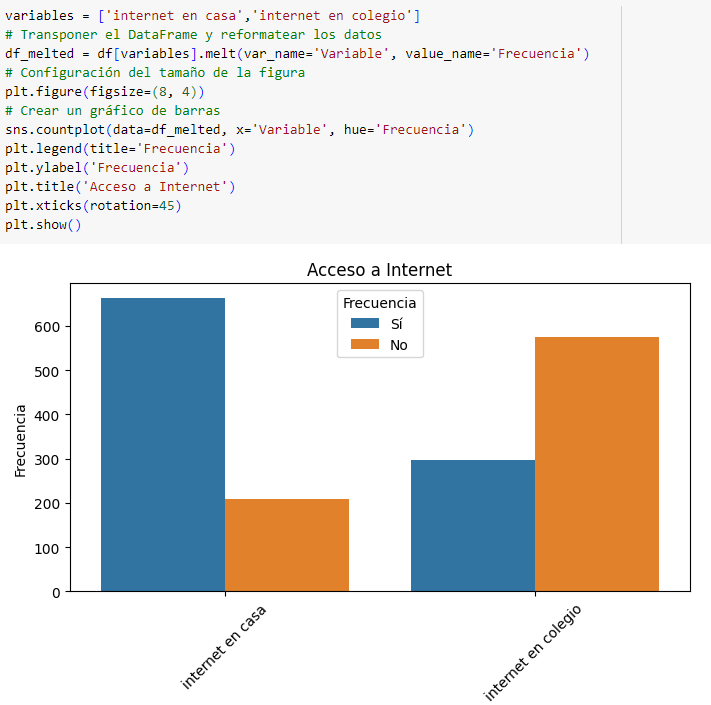 variables = ['internet en casa','internet en colegio']
# Transponer el DataFrame y reformatear los datos
df_melted = df[variables].melt(var_name='Variable', value_name='Frecuencia')
# Configuración del tamaño de la figura
plt.figure(figsize=(8, 4))
# Crear un gráfico de barras
sns.countplot(data=df_melted, x='Variable', hue='Frecuencia')
plt.legend(title='Frecuencia')
plt.ylabel('Frecuencia')
plt.title('Acceso a Internet')
plt.xticks(rotation=45)
plt.show()
Acceso a Internet
Frecuencia
Sí
No
600
500
400
300
200
100
0
Frecuencia
internet en casa
internet en colegio